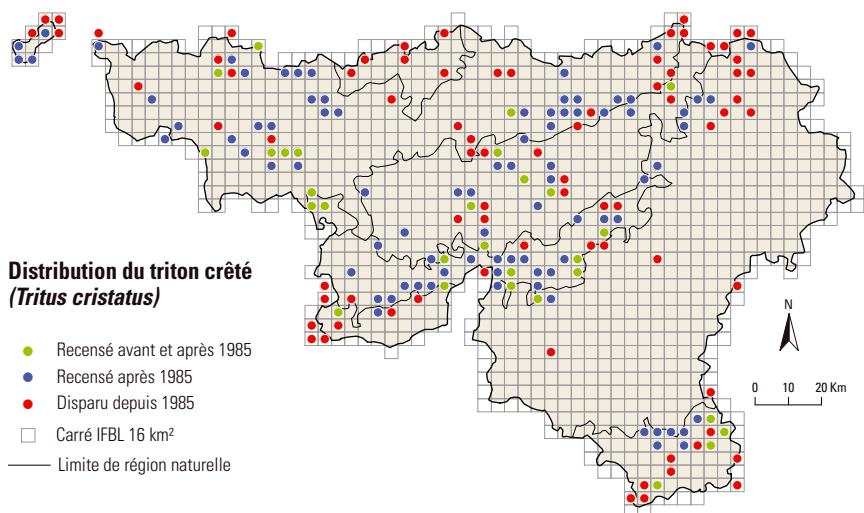 Distribution du triton crêté
(Tritus cristatus)
Recensé avant et après 1985
Recensé après 1985
Disparu depuis 1985
Carré IFBL 16 km²
Limite de région naturelle
N
0 10 20 Km